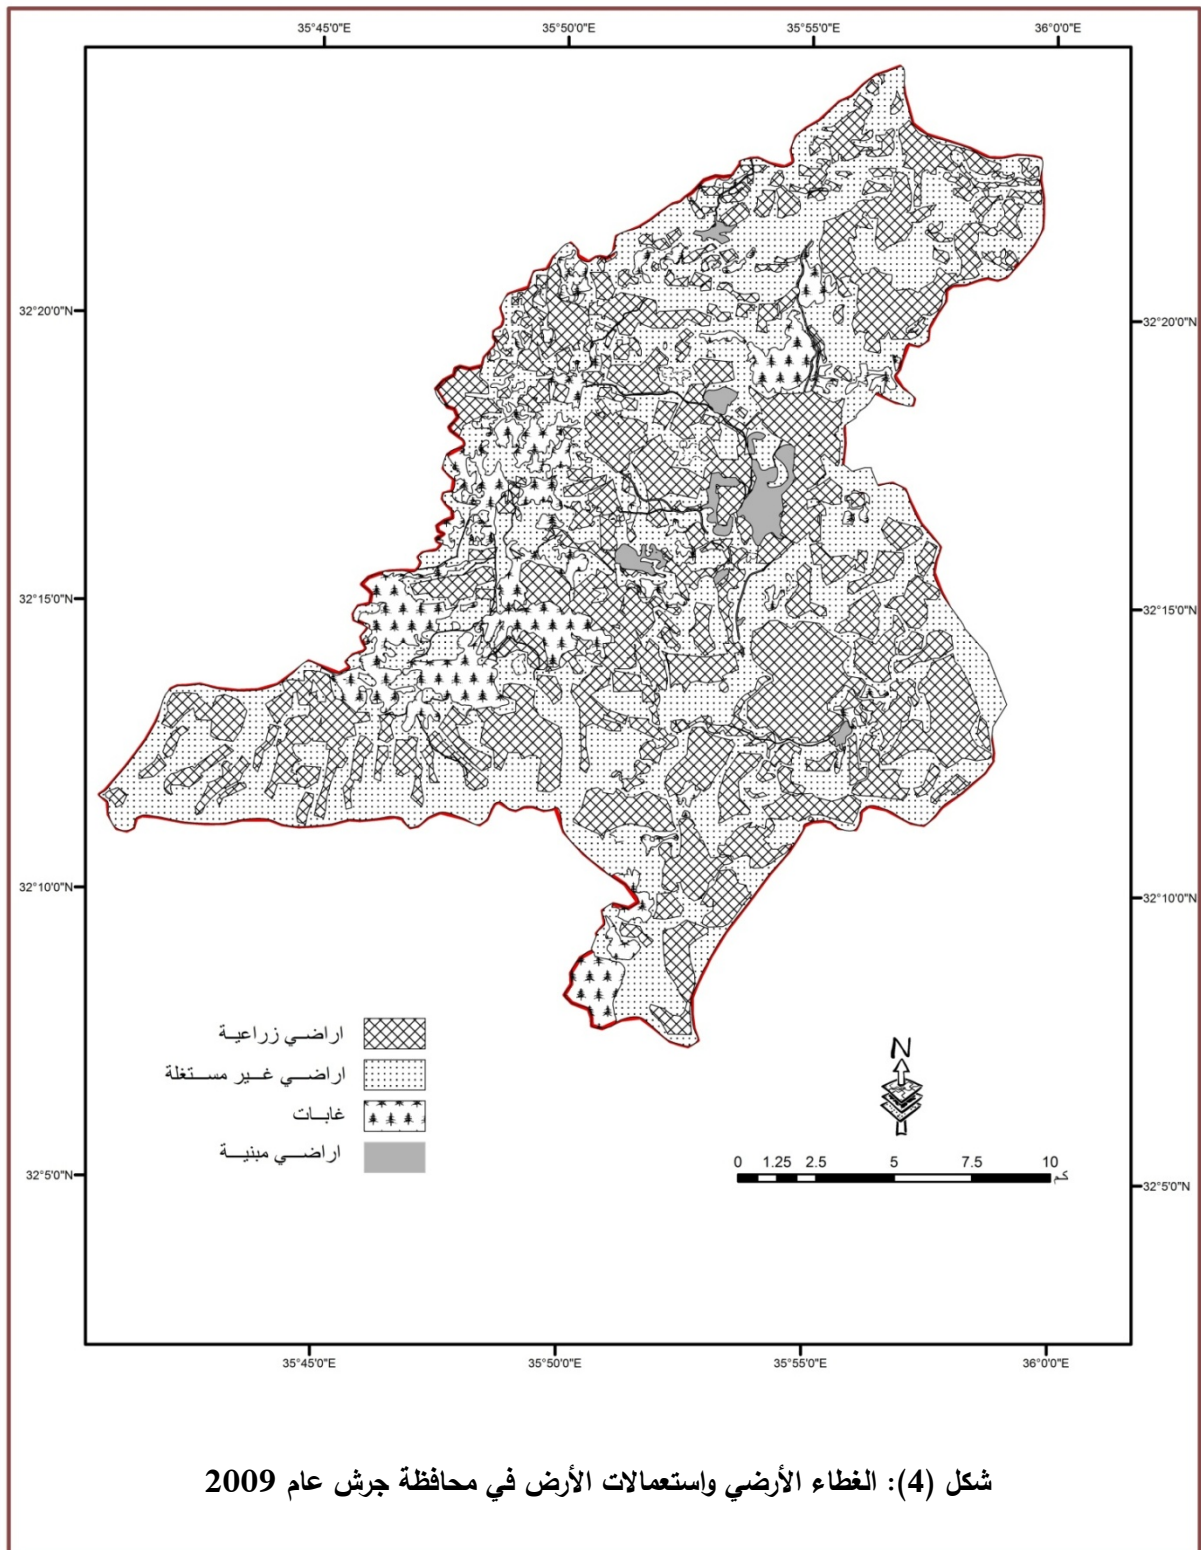 35°45'0"E 35°50'0"E 35°55'0"E 36°0'0"E
32°20'0"N 32°20'0"N
32°15'0"N 32°15'0"N
32°10'0"N 32°10'0"N
اراضي زراعية
اراضي غير مستغلة
غابات
اراضي مبنية
N
0 1.25 2.5 5 7.5 10
كم
32°5'0"N 32°5'0"N
35°45'0"E 35°50'0"E 35°55'0"E 36°0'0"E
شكل (4): الغطاء الأرضي واستعمالات الأرض في محافظة جرش عام 2009